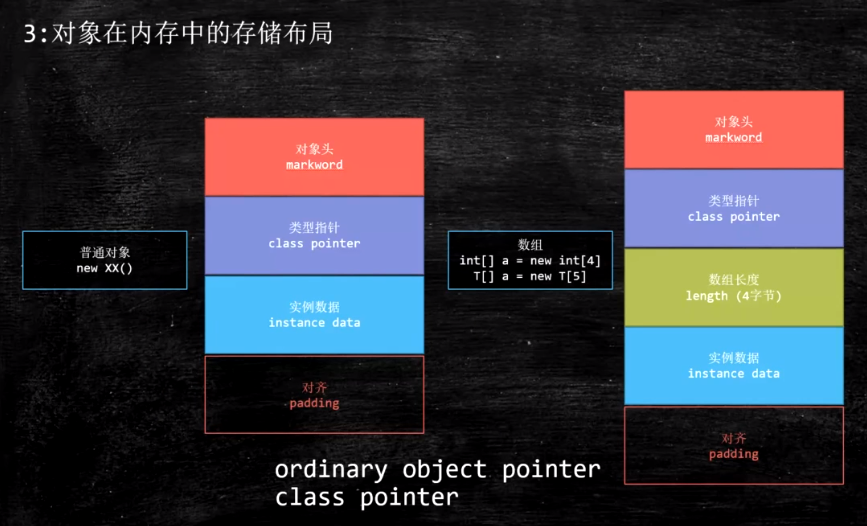 3:对象在内存中的存储布局
普通对象
new XX()
对象头
markword
类型指针
class pointer
实例数据
instance data
对齐
padding
数组
int[] a = new int[4]
T[] a = new T[5]
对象头
markword
类型指针
class pointer
数组长度
length (4字节)
实例数据
instance data
对齐
padding
ordinary object pointer
class pointer